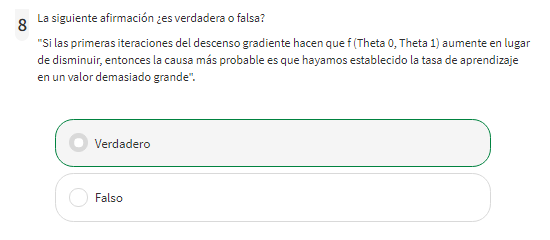 8
La siguiente afirmación ¿es verdadera o falsa?
"Si las primeras iteraciones del descenso gradiente hacen que f (Theta 0, Theta 1) aumente en lugar
de disminuir, entonces la causa más probable es que hayamos establecido la tasa de aprendizaje
en un valor demasiado grande".
Verdadero
Falso